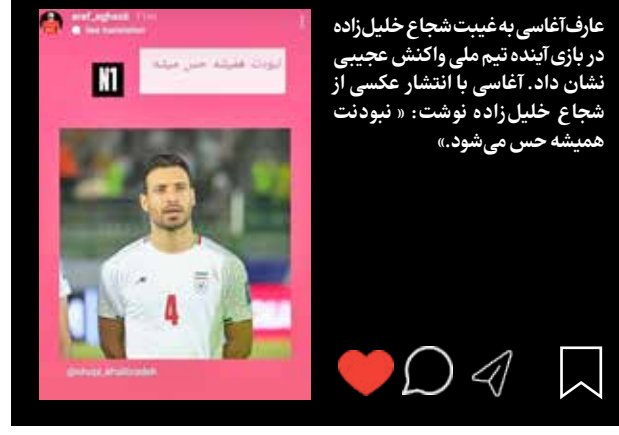 عارف آغاسی به غیبت شجاع خلیل‌زاده
در بازی آینده تیم ملی واکنش عجیبی
نشان داد. آغاسی با انتشار عکسی از
شجاع خلیل‌زاده نوشت: « نبودنت
همیشه حس می‌شود.»
aref_aghasi 11m
See translation
N1
نبودت همیشه حس میشه
4